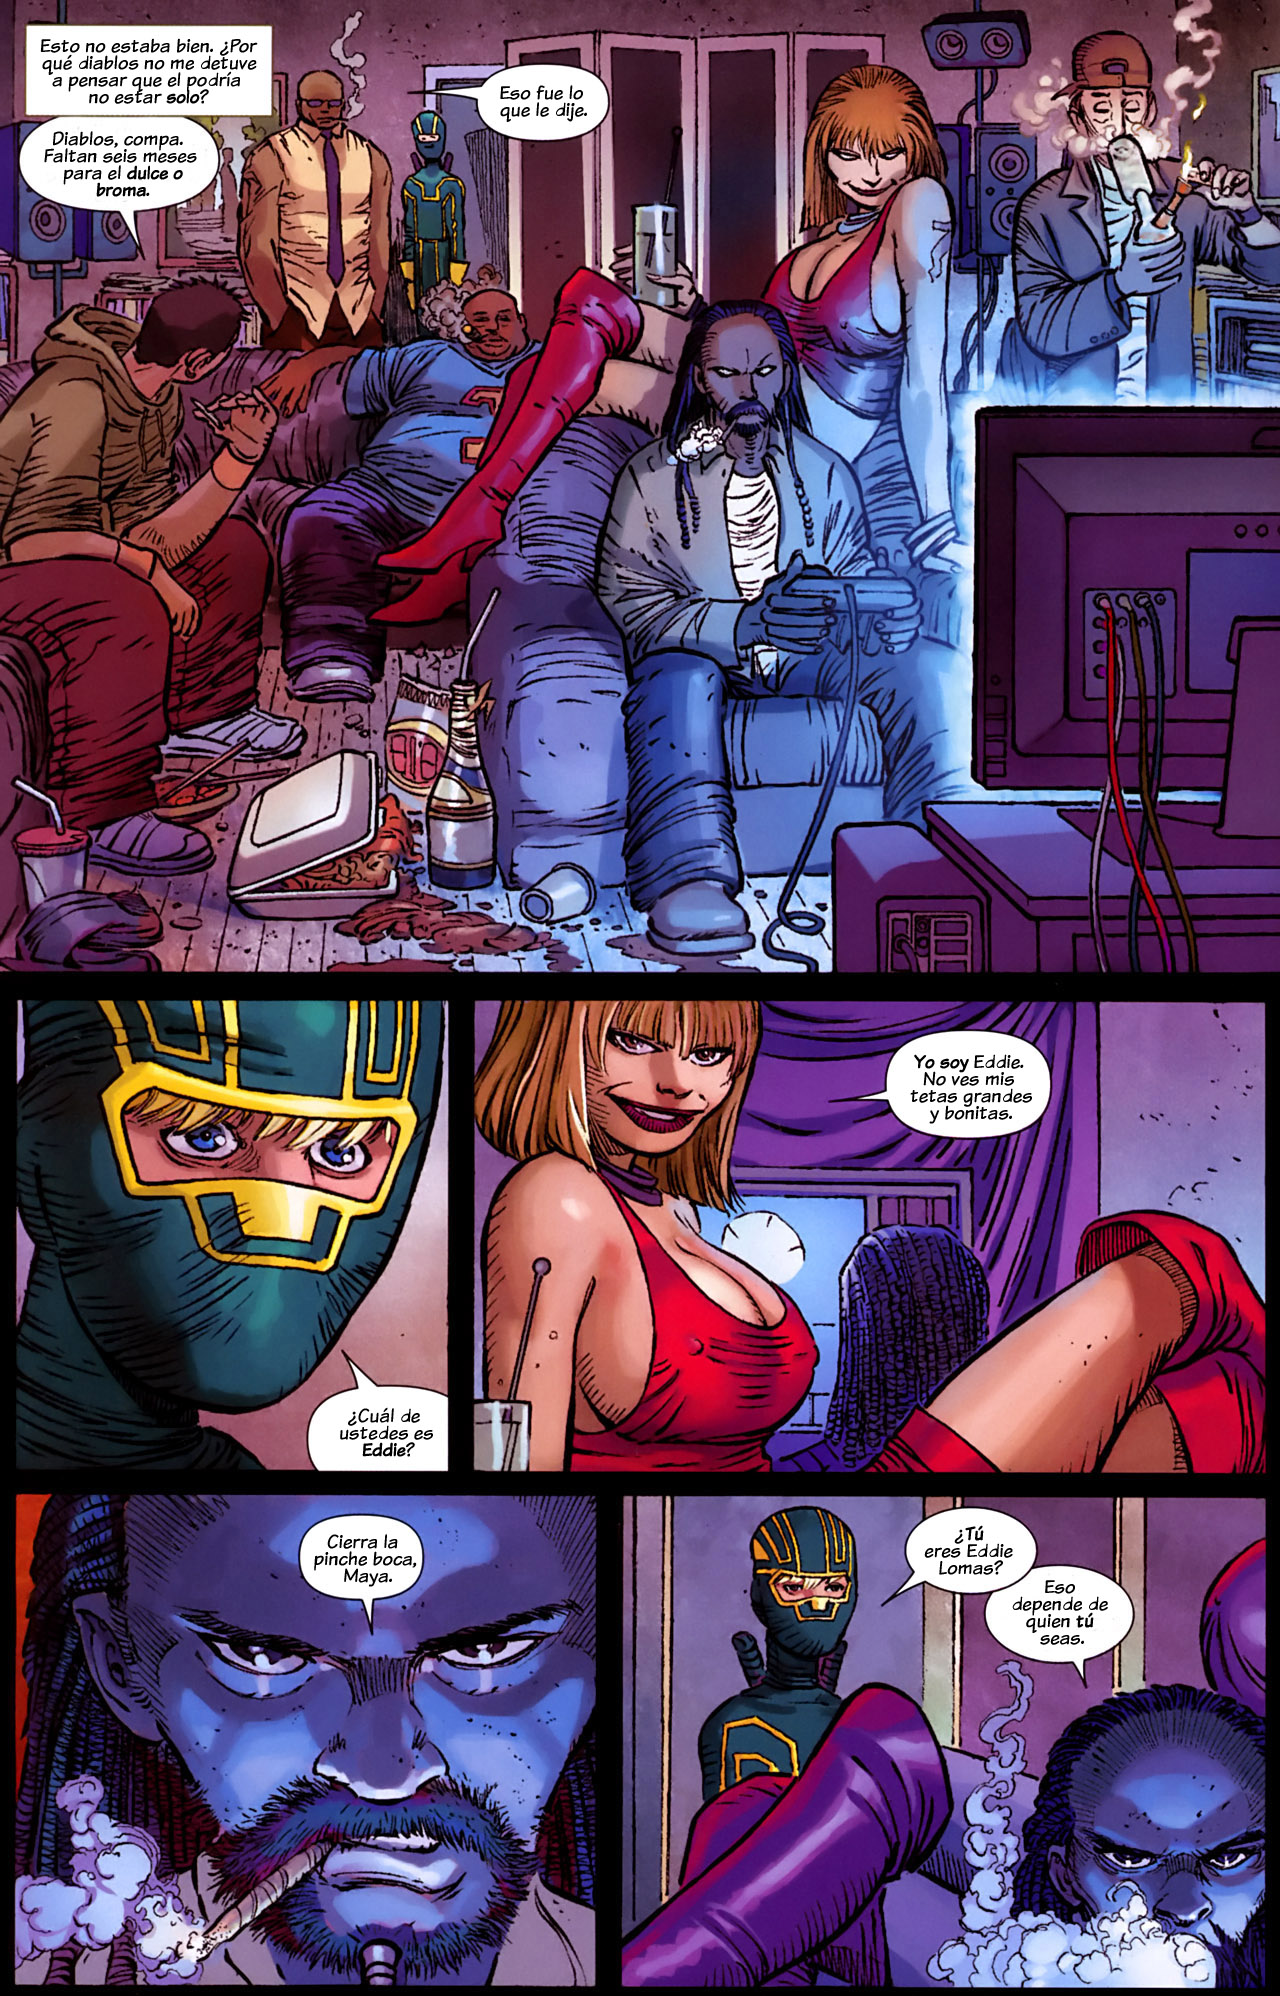 Esto no estaba bien. ¿Por
qué diablos no me detuve
a pensar que el podría
no estar solo?
Diablos, compa.
Faltan seis meses
para el dulce o
broma.
Eso fue lo
que le dije.
¿Cuál de
ustedes es
Eddie?
Yo soy Eddie.
No ves mis
tetas grandes
y bonitas.
Cierra la
pinche boca,
Maya.
¿Tú
eres Eddie
Lomas?
Eso
depende de
quien tú
seas.